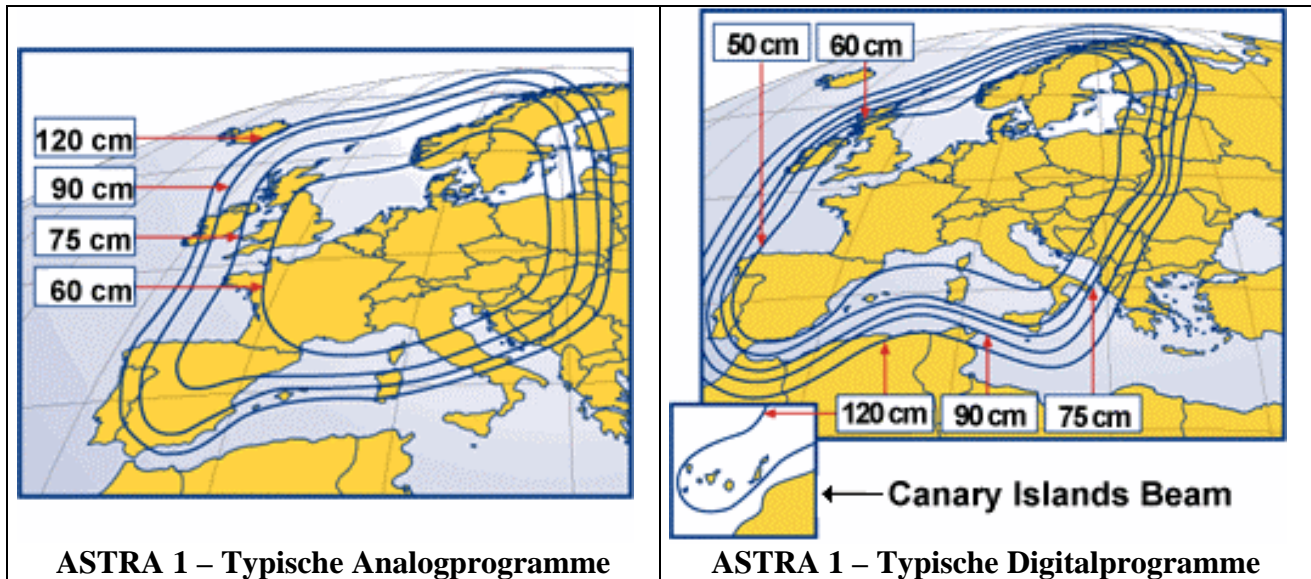 120 cm
90 cm
75 cm
60 cm
ASTRA 1 – Typische Analogprogramme
50 cm
60 cm
120 cm
90 cm
75 cm
Canary Islands Beam
ASTRA 1 – Typische Digitalprogramme